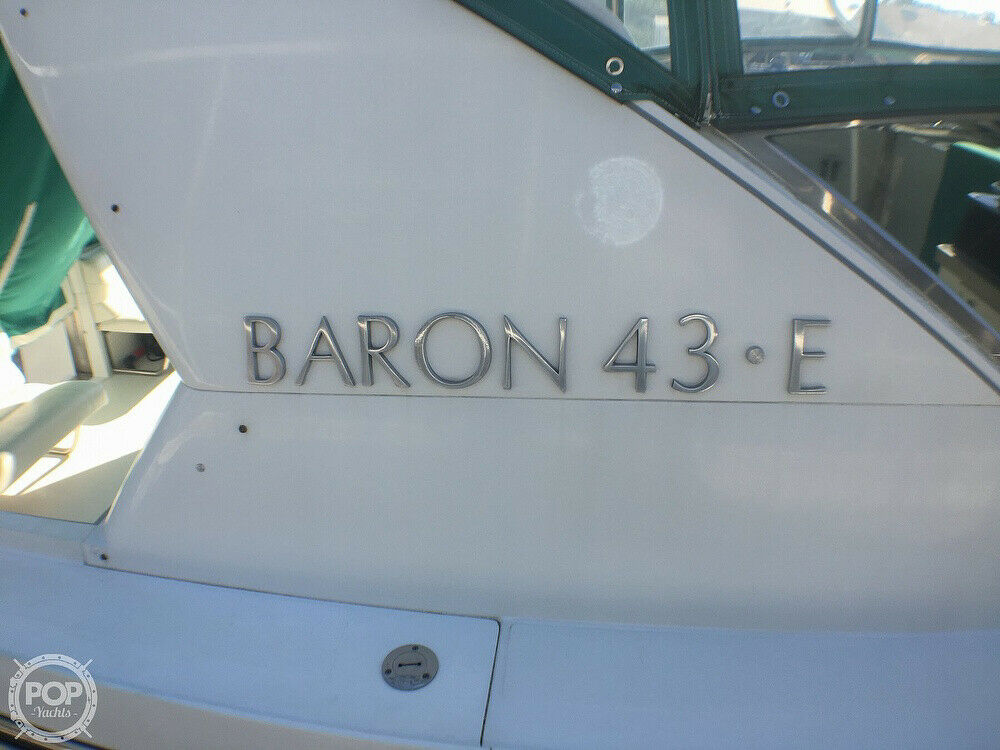 BARON 43·E
POP
-Yachts-